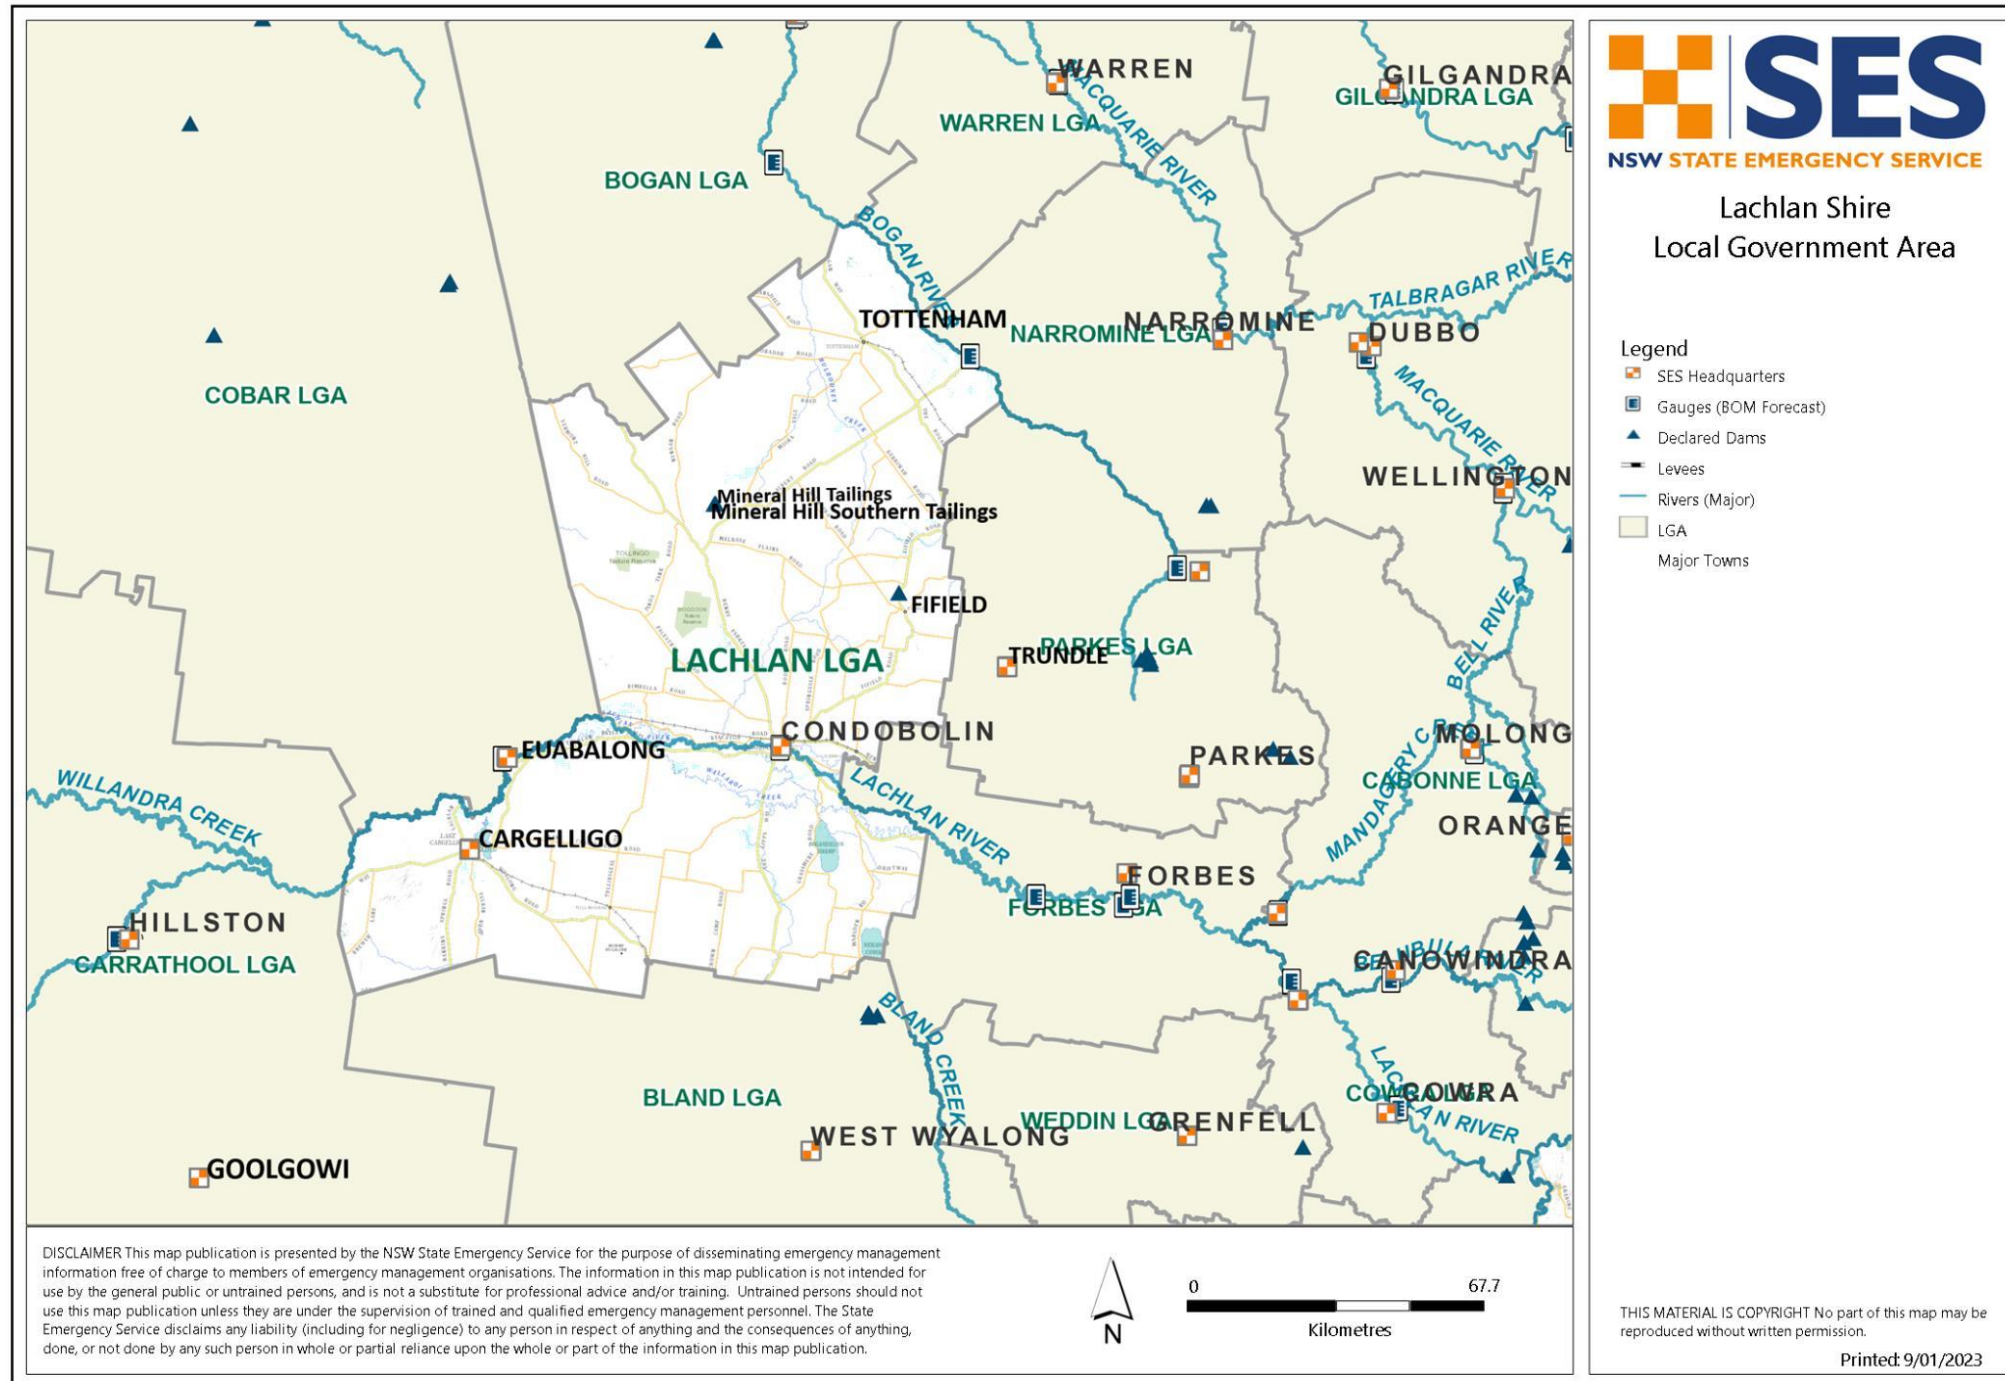 WARREN
GILGANDRA
GILGANDRA LGA
MACQUARIE RIVER
WARREN LGA
BOGAN LGA
BOGAN RIVER
TALBRAGAR RIVER
TOTTENHAM
NARROMINE LGA
NARROMINE
DUBBO
COBAR LGA
MACQUARIE RIVER
WELLINGTON
Mineral Hill Tailings
Mineral Hill Southern Tailings
FIFIELD
BELL RIVER
LACHLAN LGA
TRUNDLE
PARKES LGA
CONDOBOLIN
EUABALONG
PARKES
MOLONG
CABONNE LGA
WILLANDRA CREEK
LACHLAN RIVER
MANDAGERY
ORANGE
CARGELLIGO
FORBES
FORBES LGA
HILLSTON
CARRATHOOL LGA
CANOWINDRA
RIVER
BLAND CREEK
BLAND LGA
COWRA LGA
COWRA
LACHLAN RIVER
WEDDIN LGA
GRENFELL
WEST WYALONG
GOOLGOWI
DISCLAIMER This map publication is presented by the NSW State Emergency Service for the purpose of disseminating emergency management
information free of charge to members of emergency management organisations. The information in this map publication is not intended for
use by the general public or untrained persons, and is not a substitute for professional advice and/or training. Untrained persons should not
use this map publication unless they are under the supervision of trained and qualified emergency management personnel. The State
Emergency Service disclaims any liability (including for negligence) to any person in respect of anything and the consequences of anything,
done, or not done by any such person in whole or partial reliance upon the whole or part of the information in this map publication.
N
0 67.7
Kilometres
SES
NSW STATE EMERGENCY SERVICE
Lachlan Shire
Local Government Area
Legend
SES Headquarters
Gauges (BOM Forecast)
Declared Dams
Levees
Rivers (Major)
LGA
Major Towns
THIS MATERIAL IS COPYRIGHT No part of this map may be
reproduced without written permission.
Printed: 9/01/2023